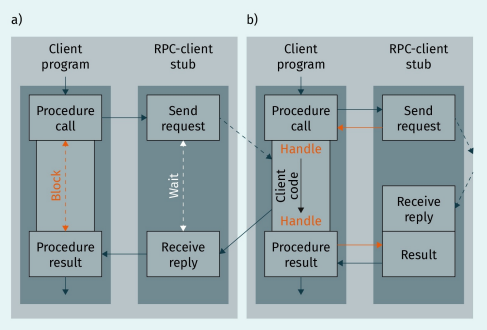 a)
Client
program
RPC-client
stub
Procedure
call
Send
request
Block
Wait
Procedure
result
Receive
reply
b)
Client
program
RPC-client
stub
Procedure
call
Send
request
Handle
Client
code
Handle
Receive
reply
Procedure
result
Result